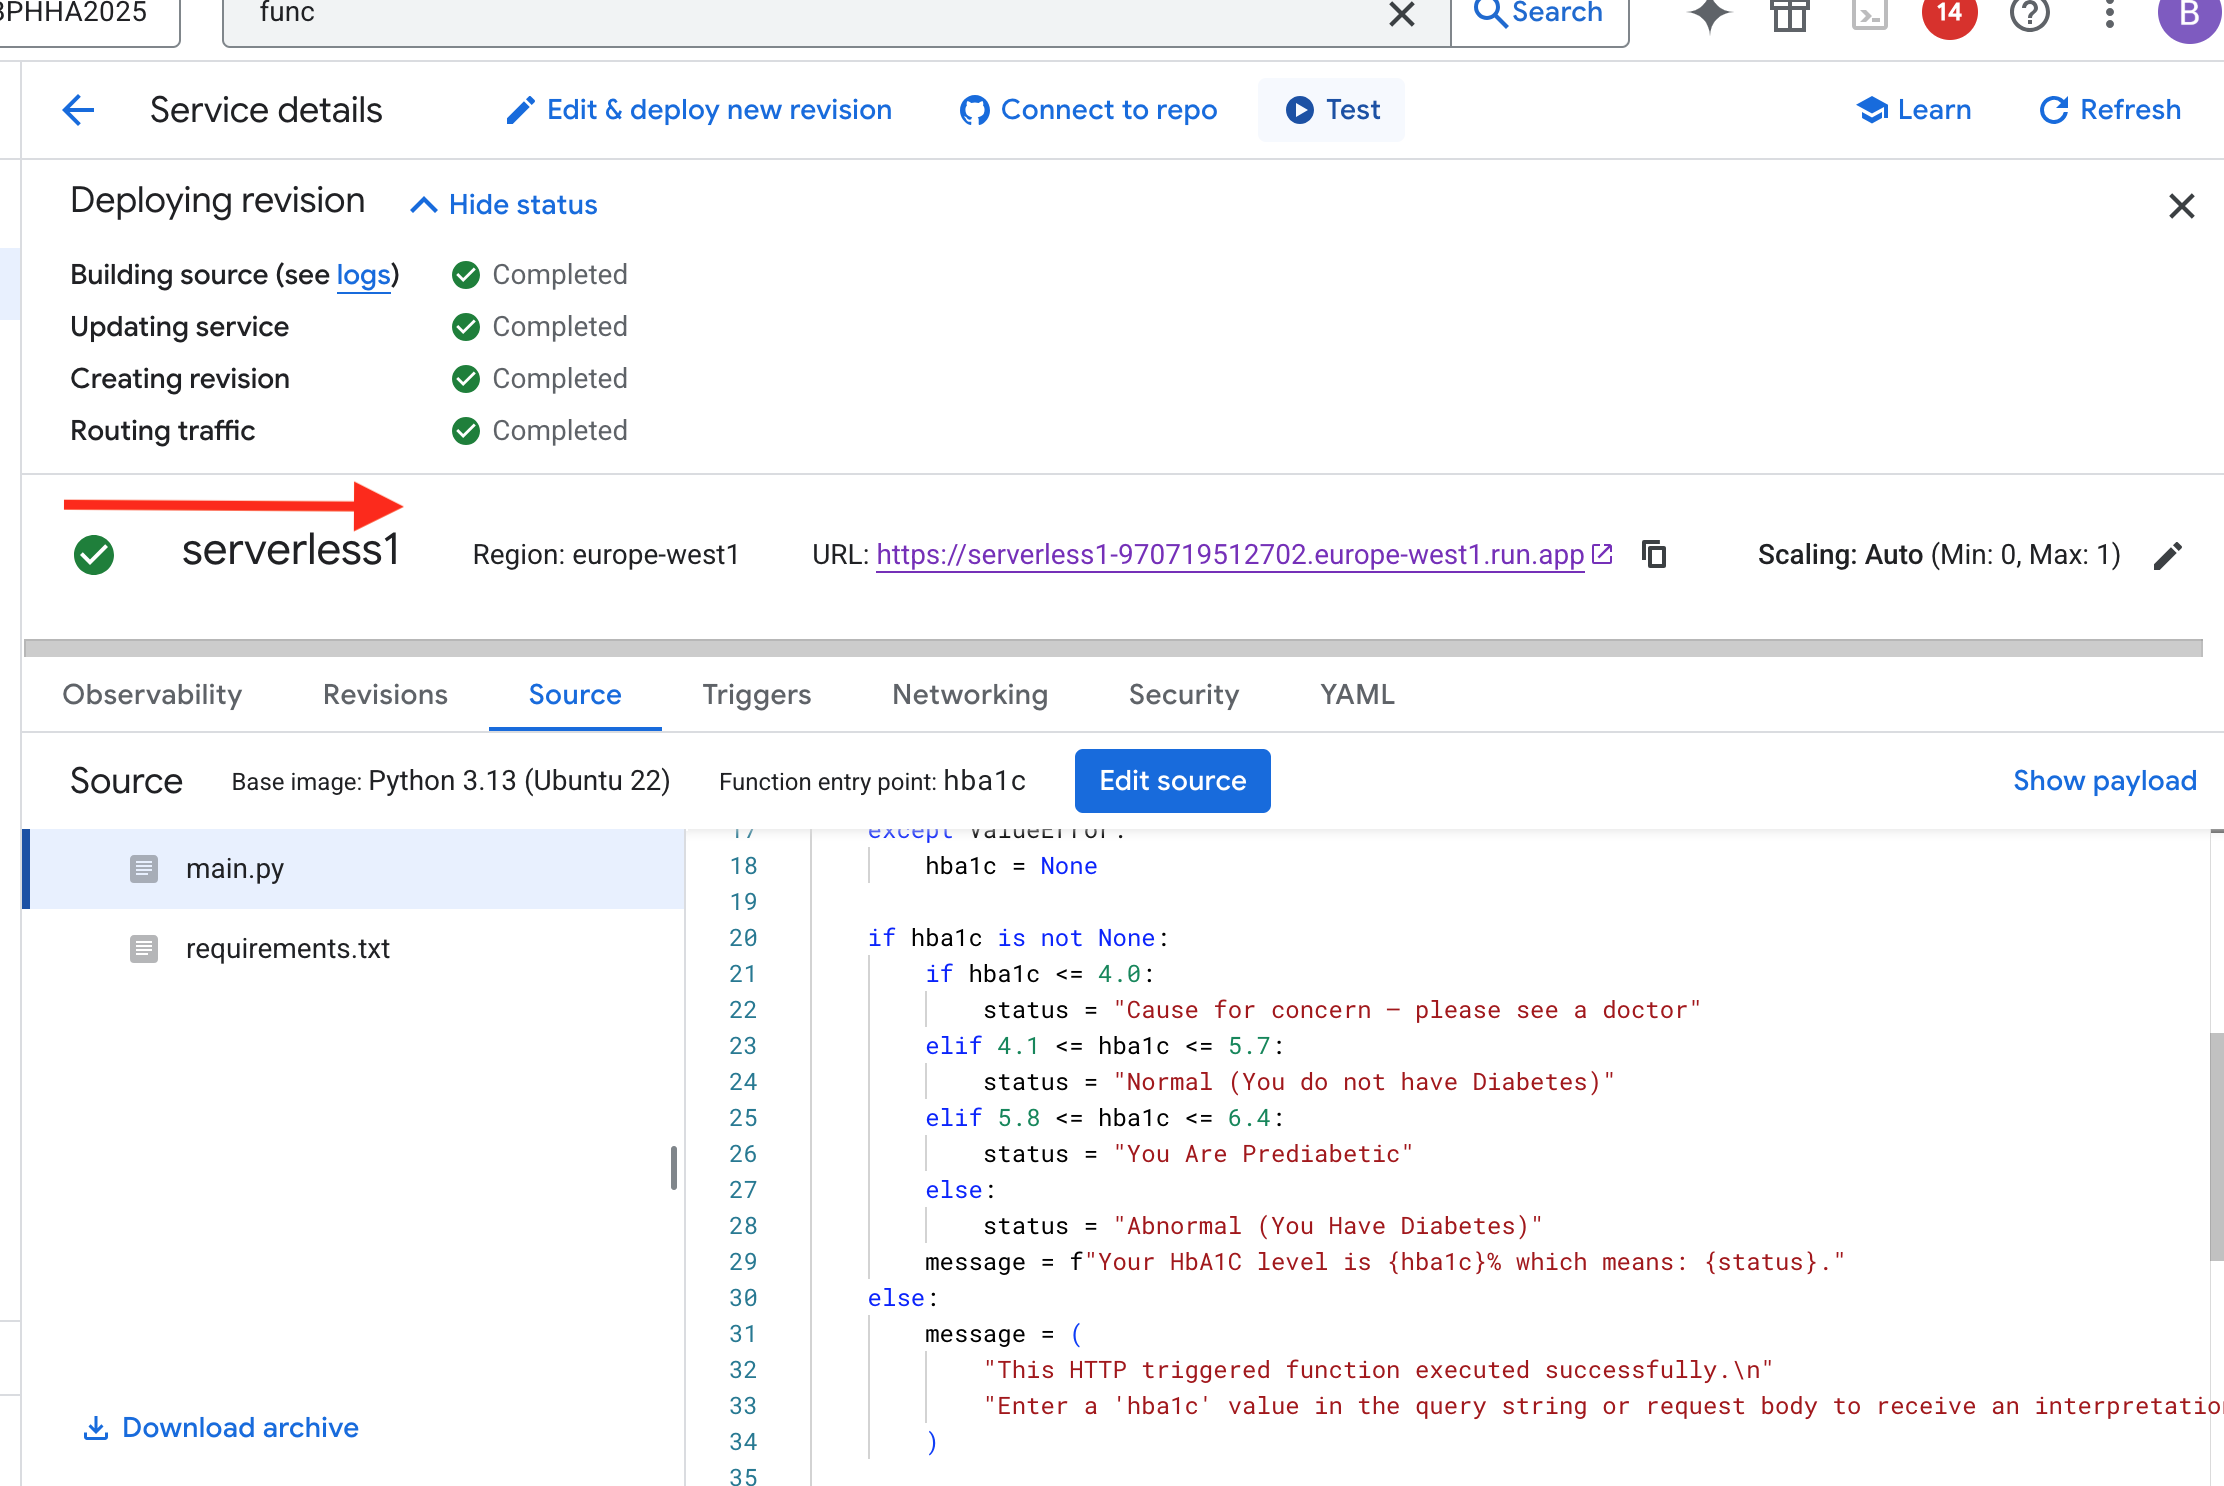 BPHHA2025
func
Search
14
B
Service details
Edit & deploy new revision
Connect to repo
Test
Learn
Refresh
Deploying revision
Hide status
Building source (see logs)
Completed
Updating service
Completed
Creating revision
Completed
Routing traffic
Completed
serverless1
Region: europe-west1
URL: https://serverless1-970719512702.europe-west1.run.app
Scaling: Auto (Min: 0, Max: 1)
Observability
Revisions
Source
Triggers
Networking
Security
YAML
Source
Base image: Python 3.13 (Ubuntu 22)
Function entry point: hba1c
Edit source
Show payload
main.py
requirements.txt
Download archive
17 except ValueError:
18 hba1c = None
19
20 if hba1c is not None:
21 if hba1c <= 4.0:
22 status = "Cause for concern – please see a doctor"
23 elif 4.1 <= hba1c <= 5.7:
24 status = "Normal (You do not have Diabetes)"
25 elif 5.8 <= hba1c <= 6.4:
26 status = "You Are Prediabetic"
27 else:
28 status = "Abnormal (You Have Diabetes)"
29 message = f"Your HbA1C level is {hba1c}% which means: {status}."
30 else:
31 message = (
32 "This HTTP triggered function executed successfully.\n"
33 "Enter a 'hba1c' value in the query string or request body to receive an interpretatio
34 )
35